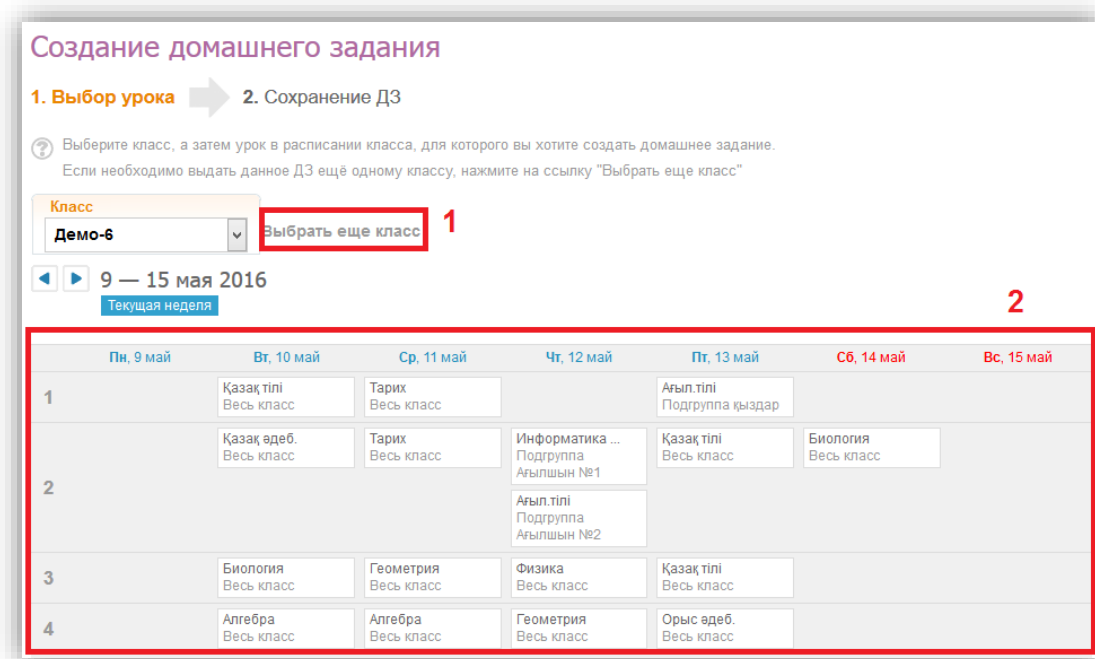 Создание домашнего задания
1. Выбор урока 2. Сохранение ДЗ
? Выберите класс, а затем урок в расписании класса, для которого вы хотите создать домашнее задание.
Если необходимо выдать данное ДЗ ещё одному классу, нажмите на ссылку "Выбрать еще класс"
Класс
Демо-6 Выбрать еще класс 1
9 — 15 мая 2016
Текущая неделя
2
Пн, 9 май Вт, 10 май Ср, 11 май Чт, 12 май Пт, 13 май Сб, 14 май Вс, 15 май
1
Қазақ тілі
Весь класс
Тарих
Весь класс
Ағыл.тілі
Подгруппа қыздар
2
Қазақ әдеб.
Весь класс
Тарих
Весь класс
Информатика ...
Подгруппа
Ағылшын №1
Ағыл.тілі
Подгруппа
Ағылшын №2
Қазақ тілі
Весь класс
Биология
Весь класс
3
Биология
Весь класс
Геометрия
Весь класс
Физика
Весь класс
Қазақ тілі
Весь класс
4
Алгебра
Весь класс
Алгебра
Весь класс
Геометрия
Весь класс
Орыс әдеб.
Весь класс